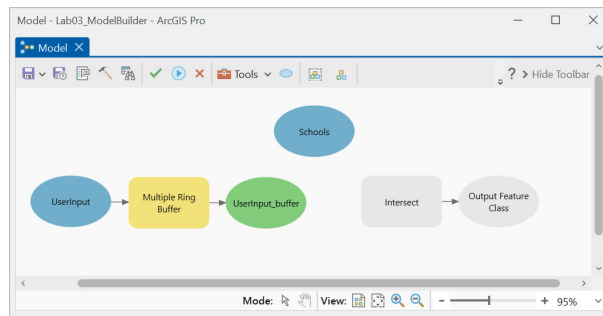 Model - Lab03_ModelBuilder - ArcGIS Pro
Model
Tools
? > Hide Toolbar
Schools
UserInput
Multiple Ring
Buffer
UserInput_buffer
Intersect
Output Feature
Class
Mode: View: - + 95%